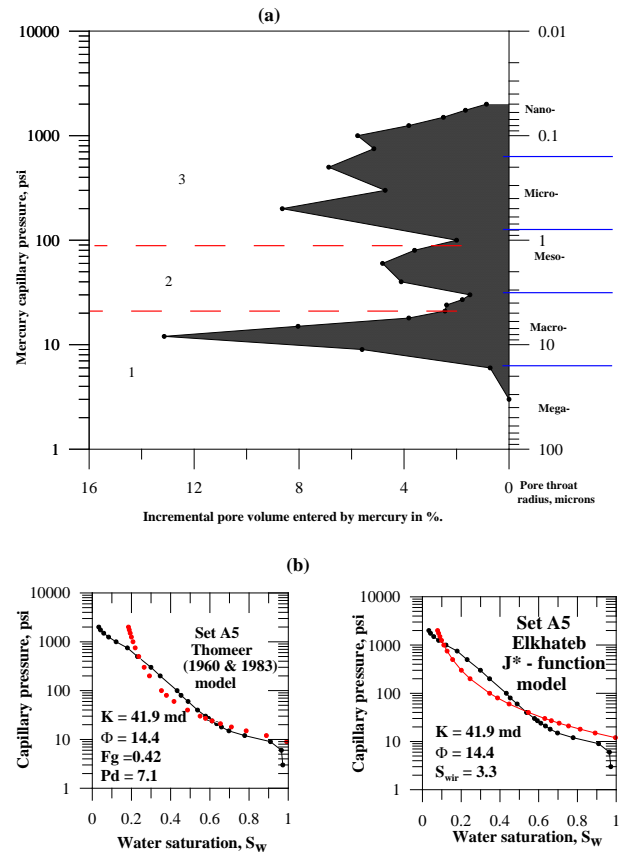 (a)
10000
1000
100
10
1
Mercury capillary pressure, psi
3
2
1
0.01
0.1
1
10
100
Nano-
Micro-
Meso-
Macro-
Mega-
16 12 8 4 0
Pore throat
radius, microns
Incremental pore volume entered by mercury in %.
(b)
10000
1000
100
10
1
Capillary pressure, psi
Set A5
Thomeer
(1960 & 1983)
model
K = 41.9 md
Φ = 14.4
Fg =0.42
Pd = 7.1
0 0.2 0.4 0.6 0.8 1
Water saturation, Sw
10000
1000
100
10
1
Capillary pressure, psi
Set A5
Elkhateb
J* - function
model
K = 41.9 md
Φ = 14.4
Swir = 3.3
0 0.2 0.4 0.6 0.8 1
Water saturation, Sw